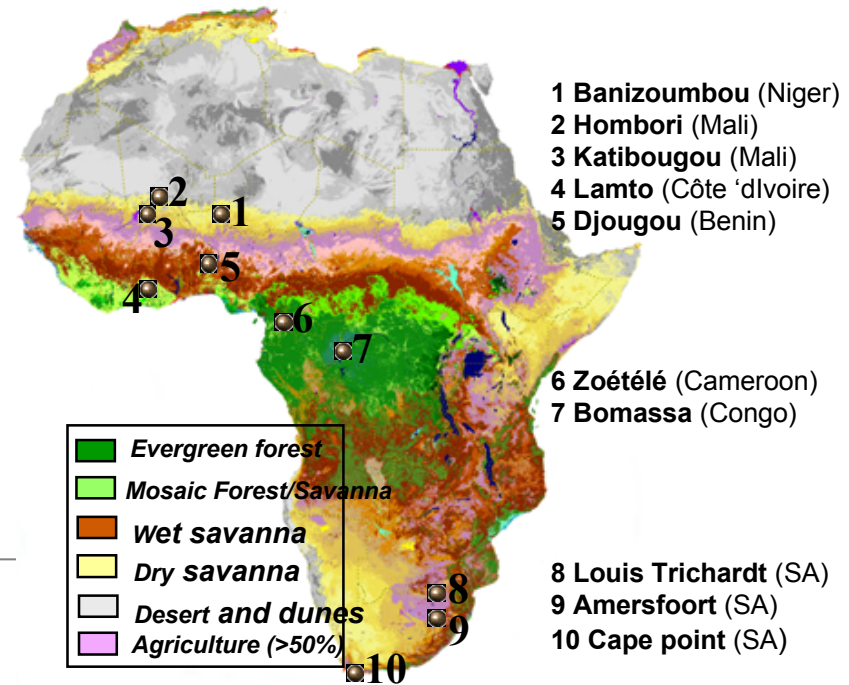 1 Banizoumbou (Niger)
2 Hombori (Mali)
3 Katibougou (Mali)
4 Lamto (Côte ‘dIvoire)
5 Djougou (Benin)
2
1
3
5
4
6
7
6 Zoétélé (Cameroon)
7 Bomassa (Congo)
Evergreen forest
Mosaic Forest/Savanna
Wet savanna
Dry savanna
Desert and dunes
Agriculture (>50%)
8
9
10
8 Louis Trichardt (SA)
9 Amersfoort (SA)
10 Cape point (SA)